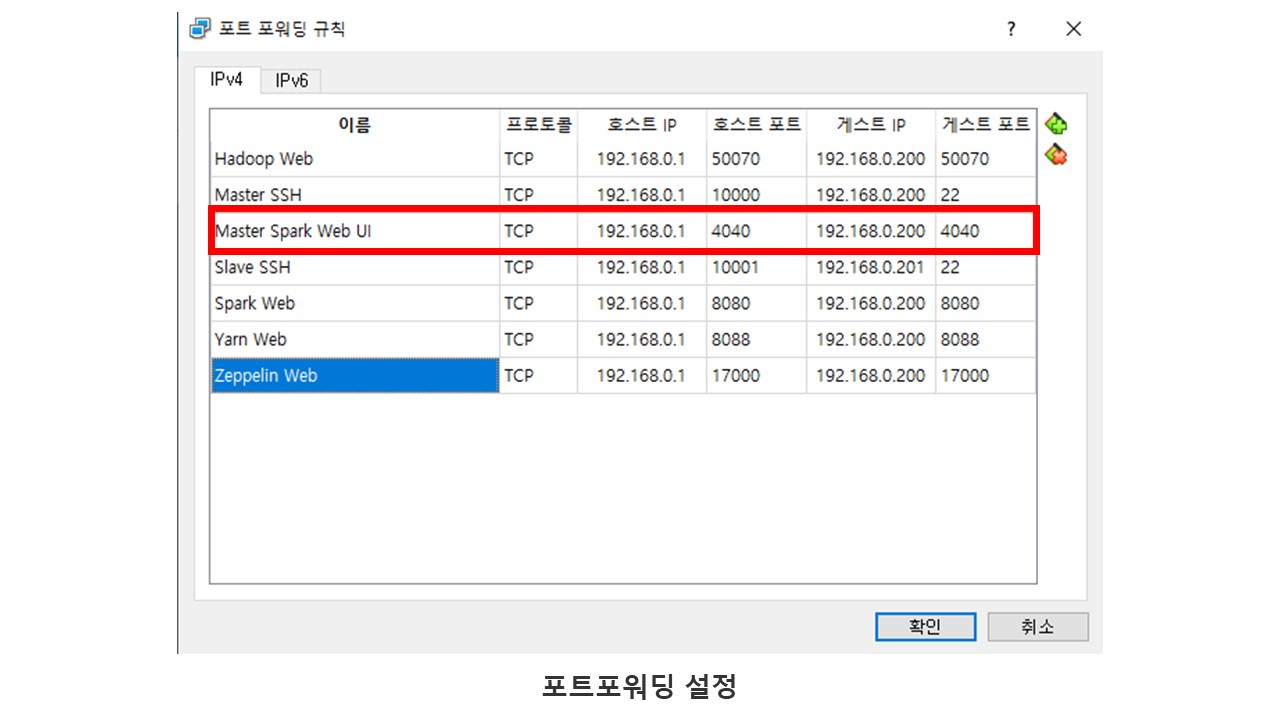 포트 포워딩 규칙 ?
IPv4 IPv6
이름 프로토콜 호스트 IP 호스트 포트 게스트 IP 게스트 포트
Hadoop Web TCP 192.168.0.1 50070 192.168.0.200 50070
Master SSH TCP 192.168.0.1 10000 192.168.0.200 22
Master Spark Web UI TCP 192.168.0.1 4040 192.168.0.200 4040
Slave SSH TCP 192.168.0.1 10001 192.168.0.201 22
Spark Web TCP 192.168.0.1 8080 192.168.0.200 8080
Yarn Web TCP 192.168.0.1 8088 192.168.0.200 8088
Zeppelin Web TCP 192.168.0.1 17000 192.168.0.200 17000
확인 취소
포트포워딩 설정